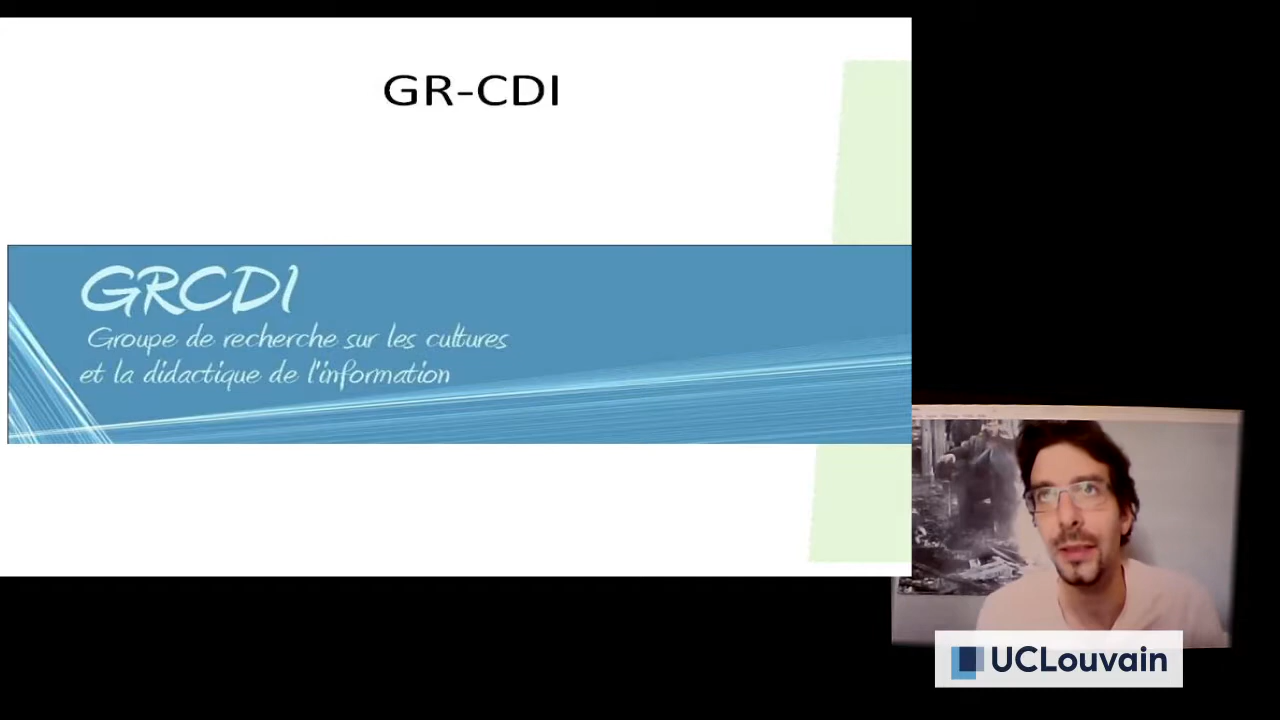 GR-CDI
GRCDI
Groupe de recherche sur les cultures
et la didactique de l'information
UCLouvain